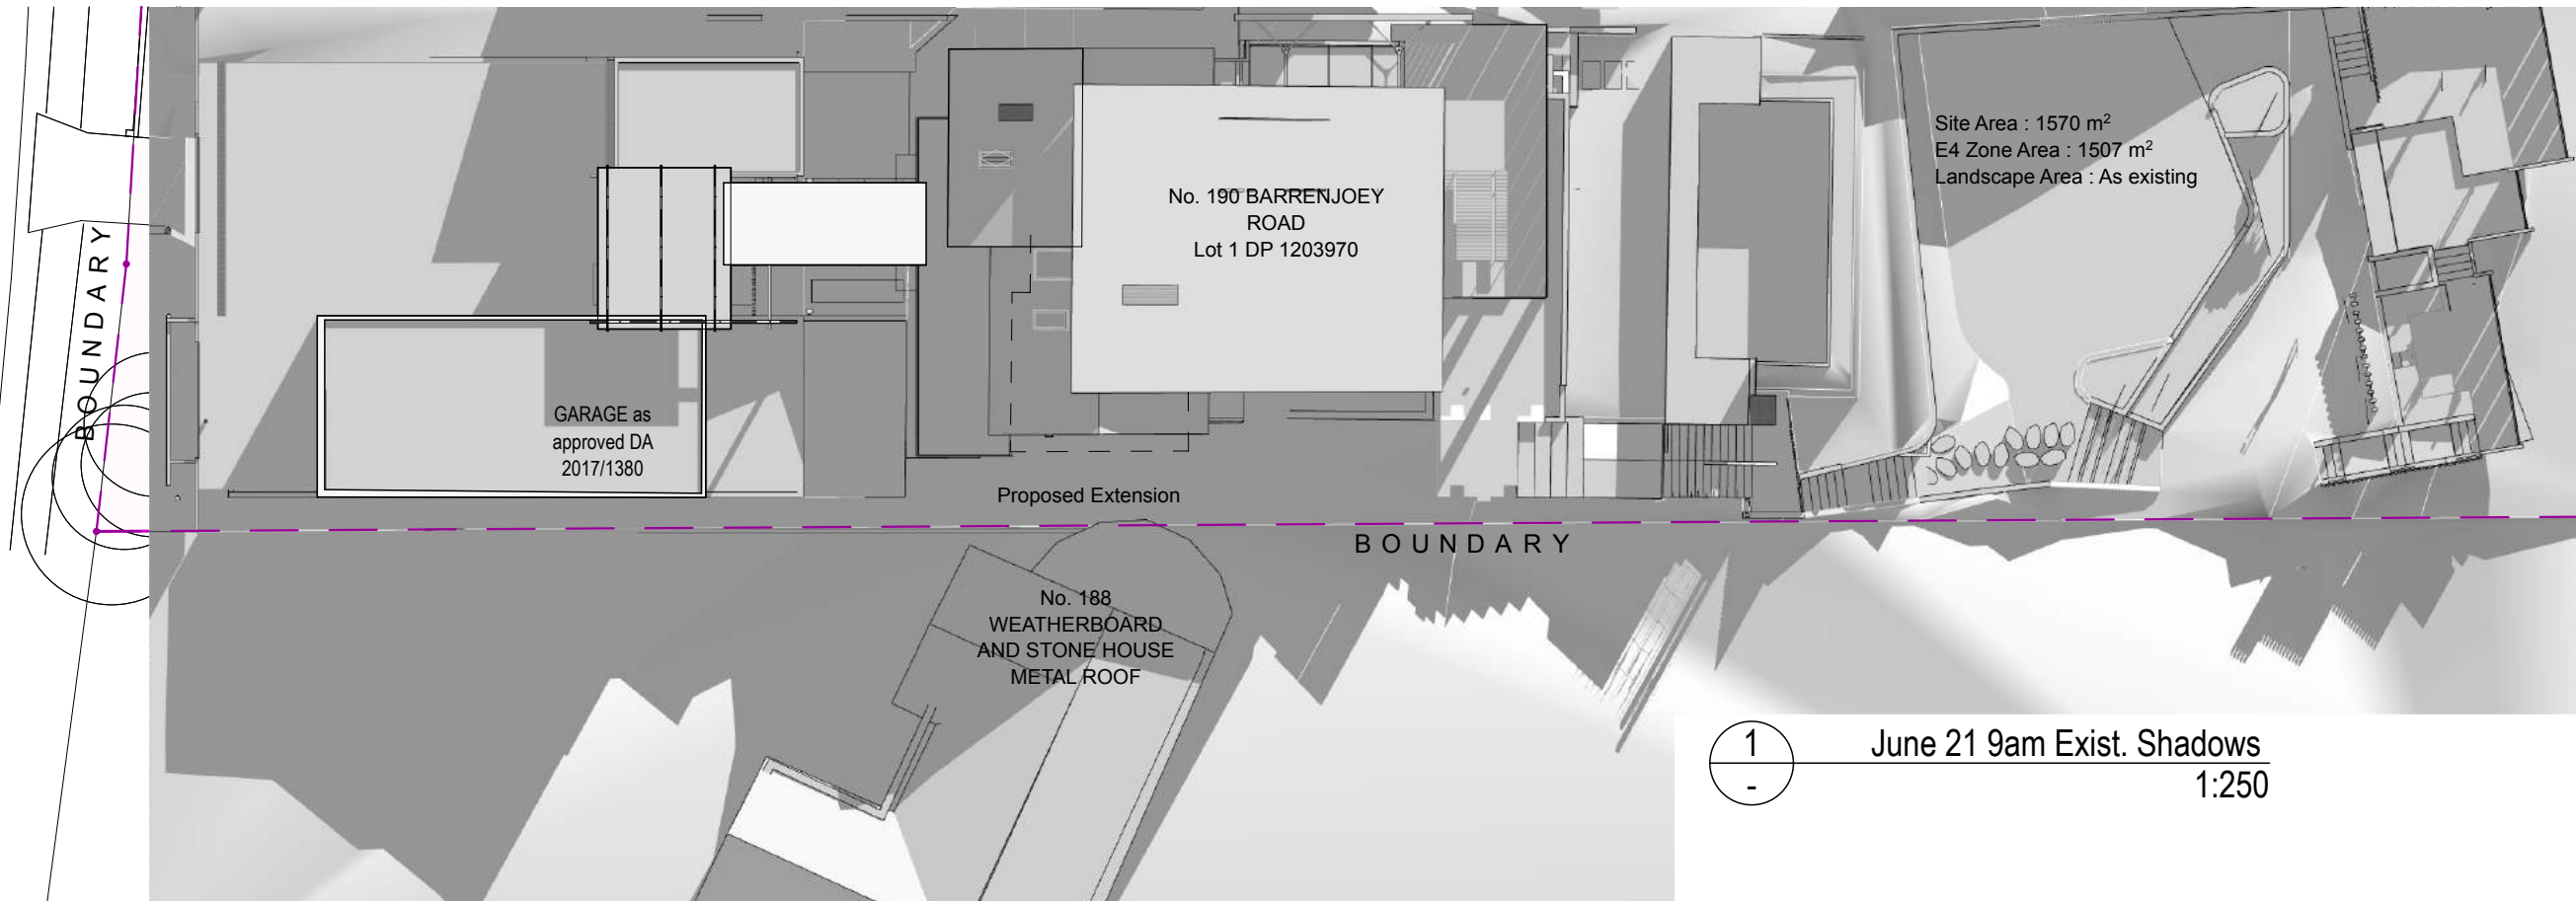 Site Area : 1570 m²
E4 Zone Area : 1507 m²
Landscape Area : As existing
No. 190 BARRENJOEY
ROAD
Lot 1 DP 1203970
BOUNDARY
GARAGE as
approved DA
2017/1380
Proposed Extension
BOUNDARY
No. 188
WEATHERBOARD
AND STONE HOUSE
METAL ROOF
1
-
June 21 9am Exist. Shadows
1:250